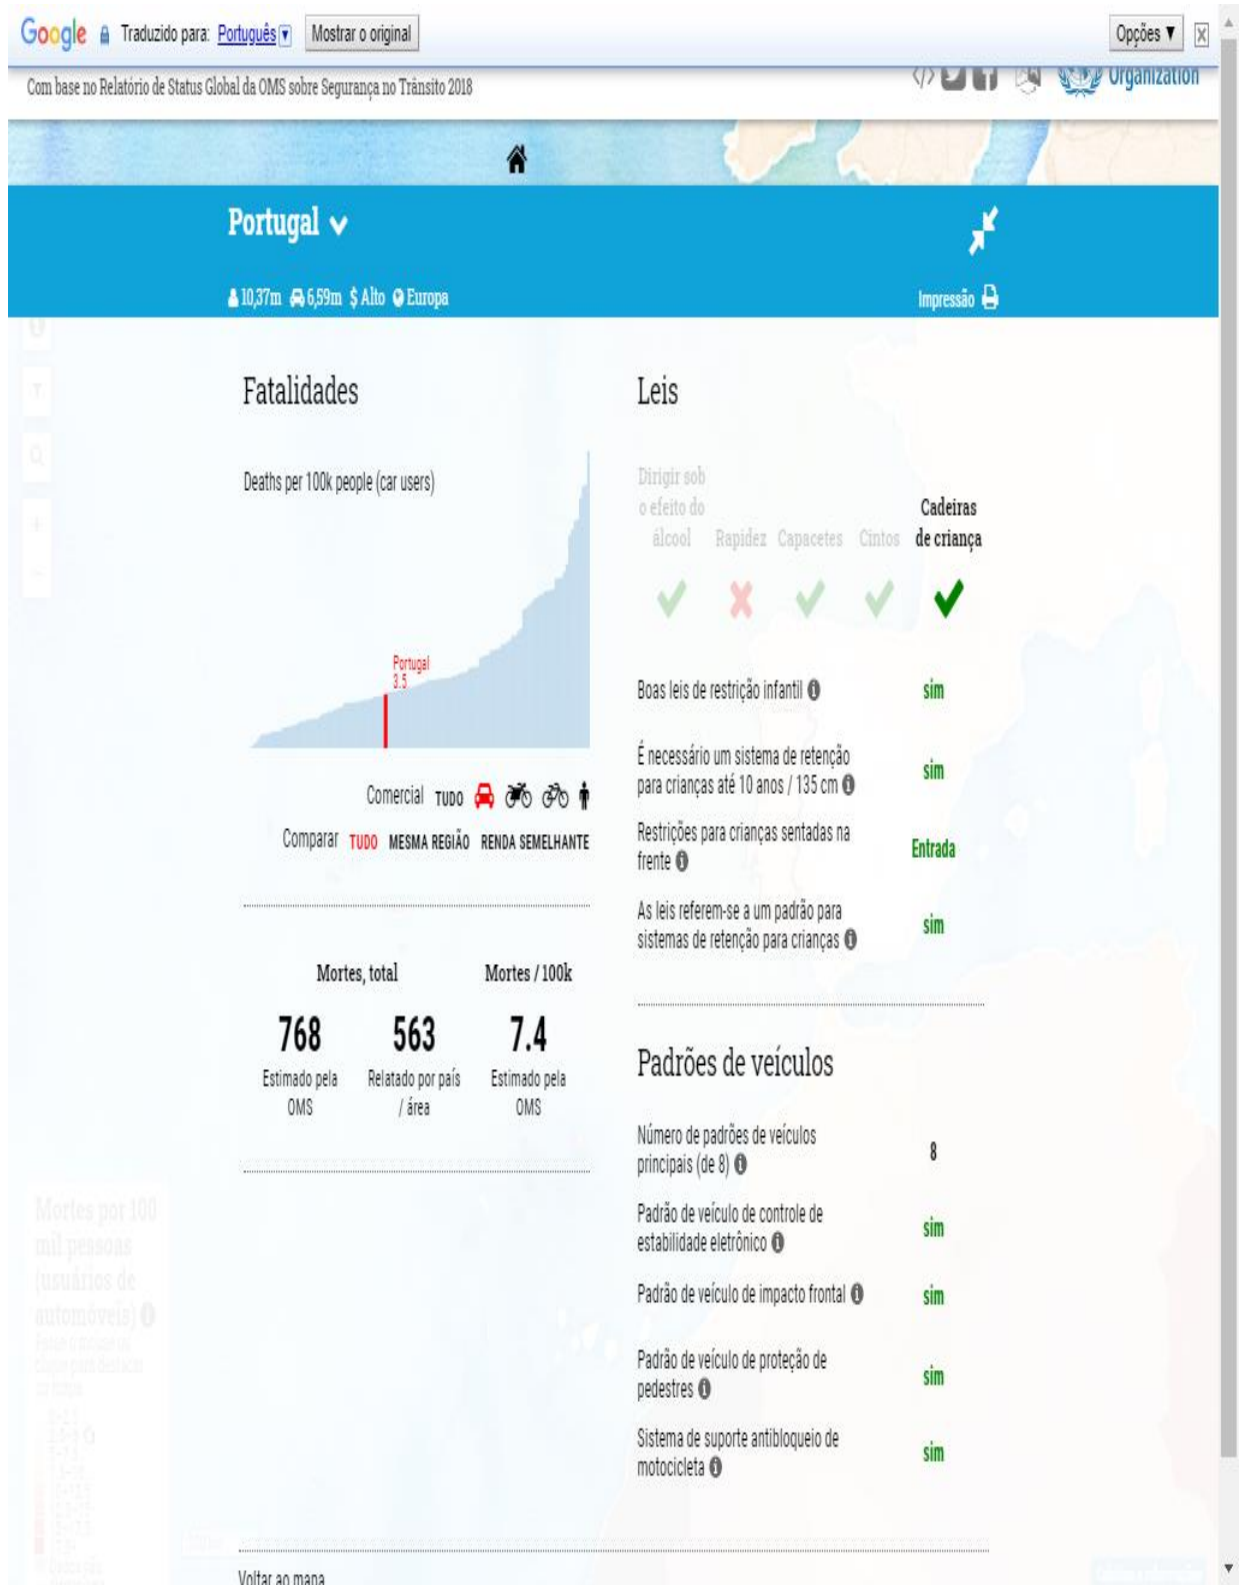 Google Traduzido para: Português Mostrar o original Opções ▼ X
Com base no Relatório de Status Global da OMS sobre Segurança no Trânsito 2018
Organization
Portugal
10,37m 6,59m $ Alto Europa
Impressão
Fatalidades
Deaths per 100k people (car users)
Portugal
3.5
Comercial TUDO
Comparar TUDO MESMA REGIÃO RENDA SEMELHANTE
Mortes, total Mortes / 100k
768 563 7.4
Estimado pela Relatado por país Estimado pela
OMS / área OMS
Leis
Dirigir sob
o efeito do Cadeiras
álcool Rapidez Capacetes Cintos de criança
Boas leis de restrição infantil sim
É necessário um sistema de retenção
para crianças até 10 anos / 135 cm sim
Restrições para crianças sentadas na
frente Entrada
As leis referem-se a um padrão para
sistemas de retenção para crianças sim
Padrões de veículos
Número de padrões de veículos
principais (de 8) 8
Padrão de veículo de controle de
estabilidade eletrônico sim
Padrão de veículo de impacto frontal sim
Padrão de veículo de proteção de
pedestres sim
Sistema de suporte antibloqueio de
motocicleta sim
Mortes por 100
mil pessoas
(usuários de
automóveis)
Voltar ao mapa